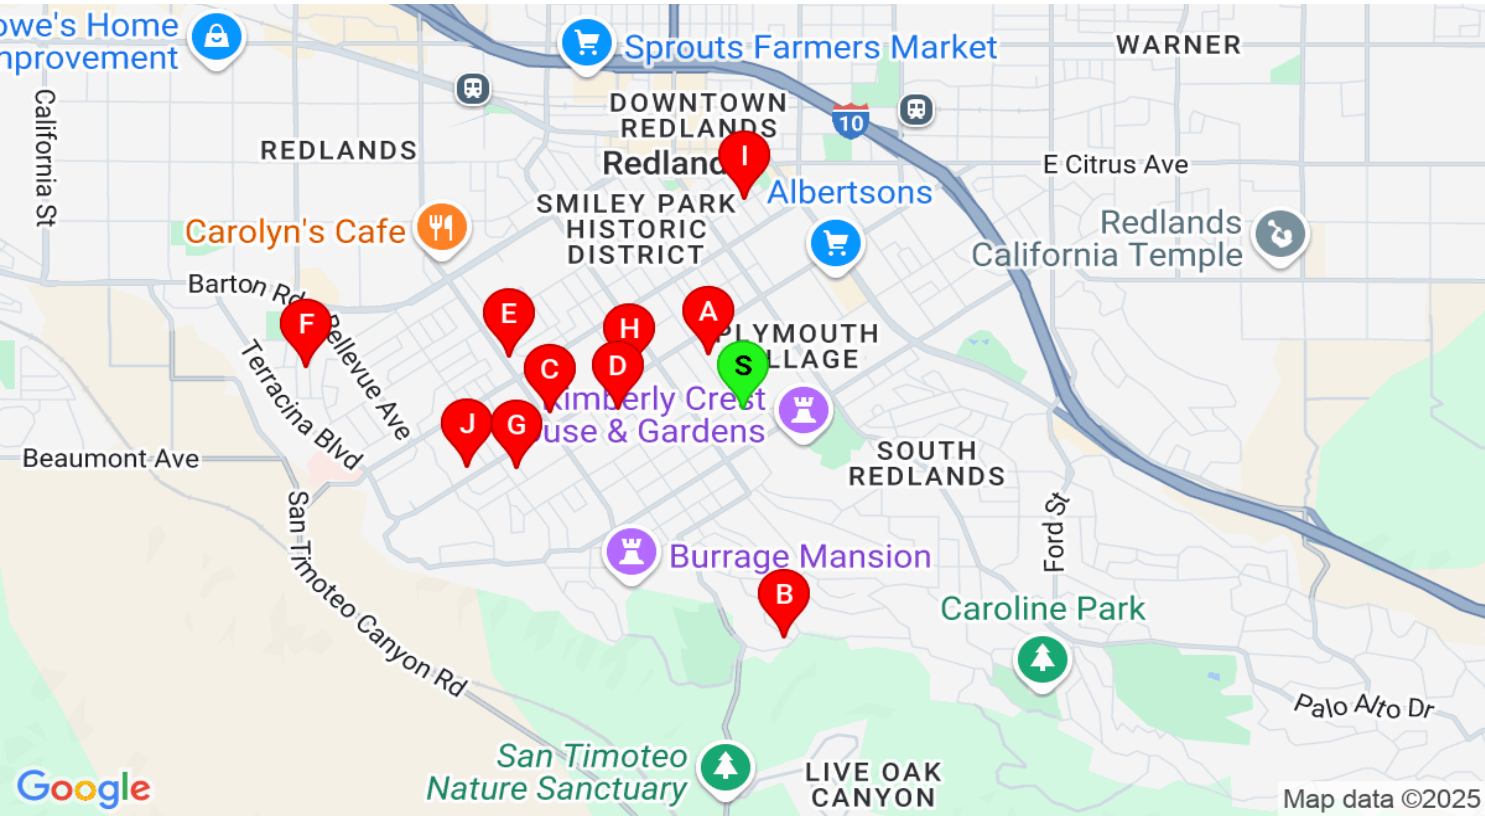 owe's Home
nprovement
Sprouts Farmers Market
WARNER
California St
DOWNTOWN
REDLANDS
10
REDLANDS
Redland
I
E Citrus Ave
Albertsons
SMILEY PARK
HISTORIC
DISTRICT
Carolyn's Cafe
Redlands
California Temple
Barton Rd
Bellevue Ave
F
E
H
A
PLYMOUTH
LLAGE
C
D
S
Terracina Blvd
Kimberly Crest
use & Gardens
J
G
Beaumont Ave
SOUTH
REDLANDS
San Timoteo Canyon Rd
Ford St
Burrage Mansion
B
Caroline Park
Palo Alto Dr
San Timoteo
Nature Sanctuary
LIVE OAK
CANYON
Google
Map data ©2025